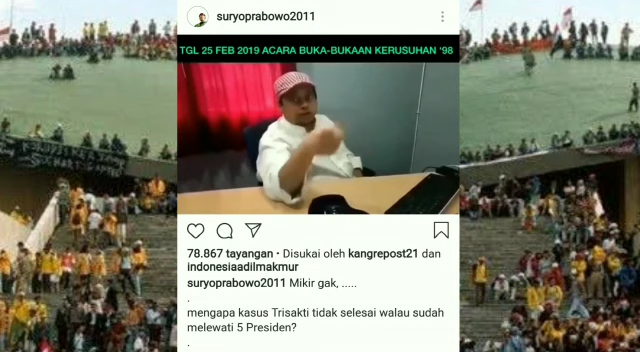 suryoprabowo2011
TGL 25 FEB 2019 ACARA BUKA-BUKAAN KERUSUHAN '98
78.867 tayangan • Disukai oleh kangrepost21 dan
indonesiaadilmakmur
suryoprabowo2011 Mikir gak, .....
.
mengapa kasus Trisakti tidak selesai walau sudah
melewati 5 Presiden?
.